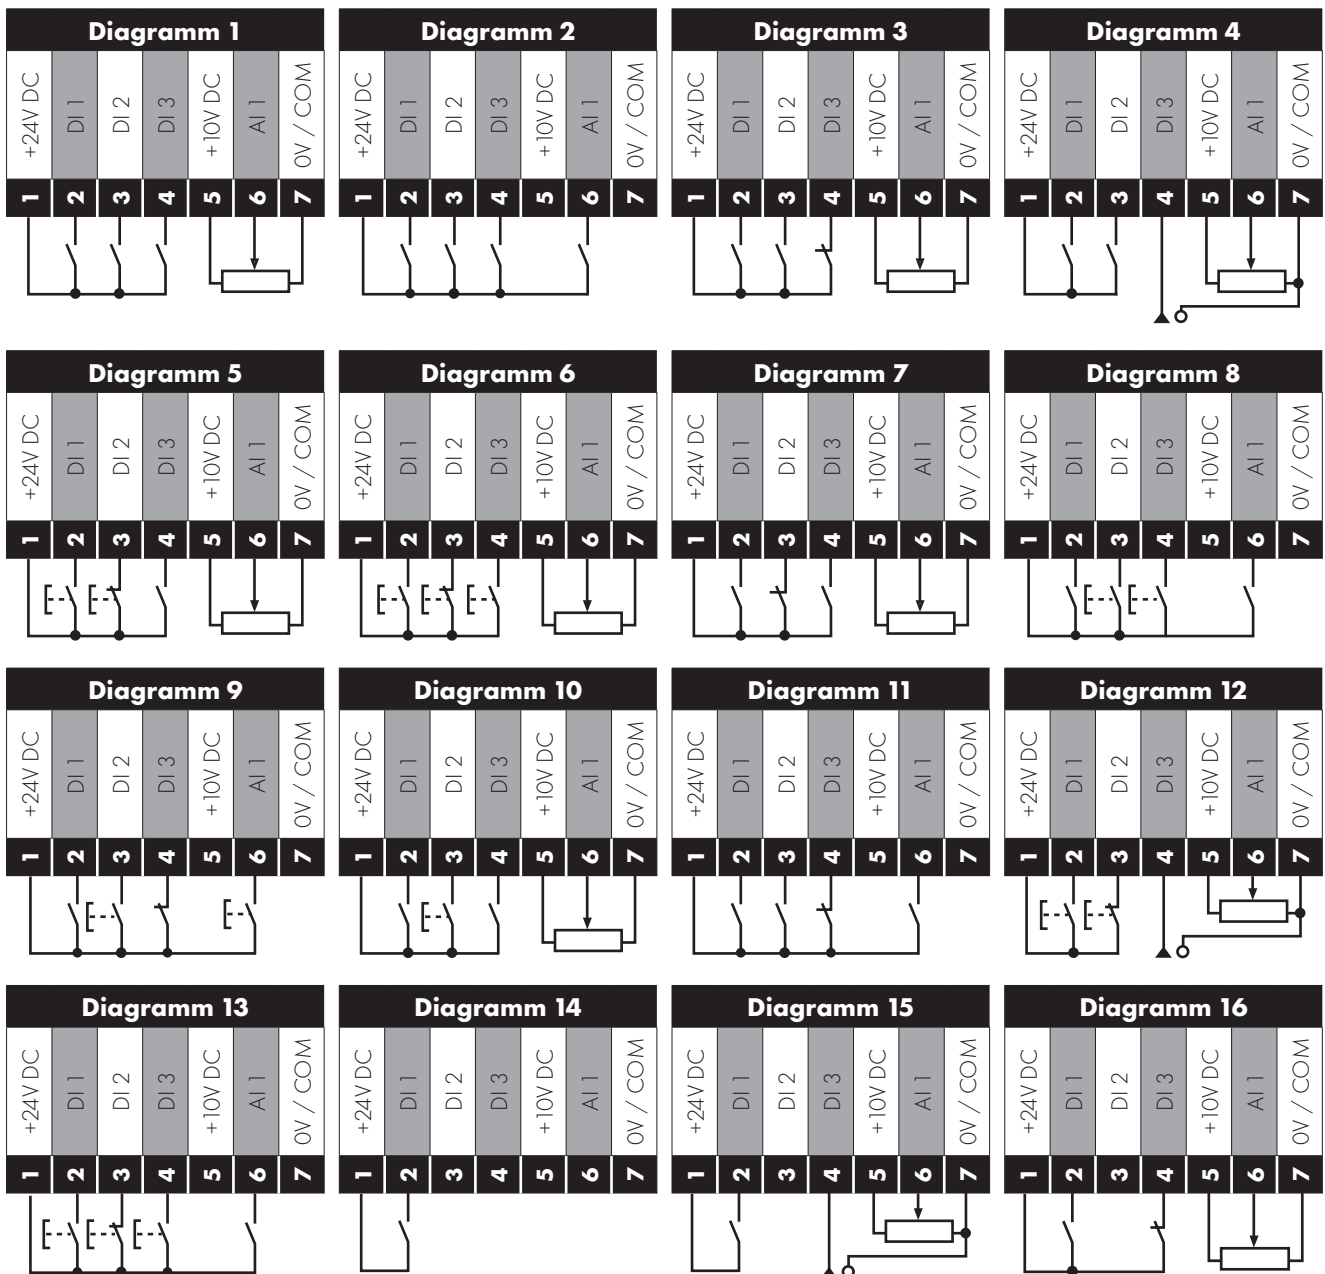 Diagramm 1
+24V DC
DI 1
DI 2
DI 3
+10V DC
AI 1
0V / COM
1 2 3 4 5 6 7
Diagramm 2
+24V DC
DI 1
DI 2
DI 3
+10V DC
AI 1
0V / COM
1 2 3 4 5 6 7
Diagramm 3
+24V DC
DI 1
DI 2
DI 3
+10V DC
AI 1
0V / COM
1 2 3 4 5 6 7
Diagramm 4
+24V DC
DI 1
DI 2
DI 3
+10V DC
AI 1
0V / COM
1 2 3 4 5 6 7
Diagramm 5
+24V DC
DI 1
DI 2
DI 3
+10V DC
AI 1
0V / COM
1 2 3 4 5 6 7
Diagramm 6
+24V DC
DI 1
DI 2
DI 3
+10V DC
AI 1
0V / COM
1 2 3 4 5 6 7
Diagramm 7
+24V DC
DI 1
DI 2
DI 3
+10V DC
AI 1
0V / COM
1 2 3 4 5 6 7
Diagramm 8
+24V DC
DI 1
DI 2
DI 3
+10V DC
AI 1
0V / COM
1 2 3 4 5 6 7
Diagramm 9
+24V DC
DI 1
DI 2
DI 3
+10V DC
AI 1
0V / COM
1 2 3 4 5 6 7
Diagramm 10
+24V DC
DI 1
DI 2
DI 3
+10V DC
AI 1
0V / COM
1 2 3 4 5 6 7
Diagramm 11
+24V DC
DI 1
DI 2
DI 3
+10V DC
AI 1
0V / COM
1 2 3 4 5 6 7
Diagramm 12
+24V DC
DI 1
DI 2
DI 3
+10V DC
AI 1
0V / COM
1 2 3 4 5 6 7
Diagramm 13
+24V DC
DI 1
DI 2
DI 3
+10V DC
AI 1
0V / COM
1 2 3 4 5 6 7
Diagramm 14
+24V DC
DI 1
DI 2
DI 3
+10V DC
AI 1
0V / COM
1 2 3 4 5 6 7
Diagramm 15
+24V DC
DI 1
DI 2
DI 3
+10V DC
AI 1
0V / COM
1 2 3 4 5 6 7
Diagramm 16
+24V DC
DI 1
DI 2
DI 3
+10V DC
AI 1
0V / COM
1 2 3 4 5 6 7